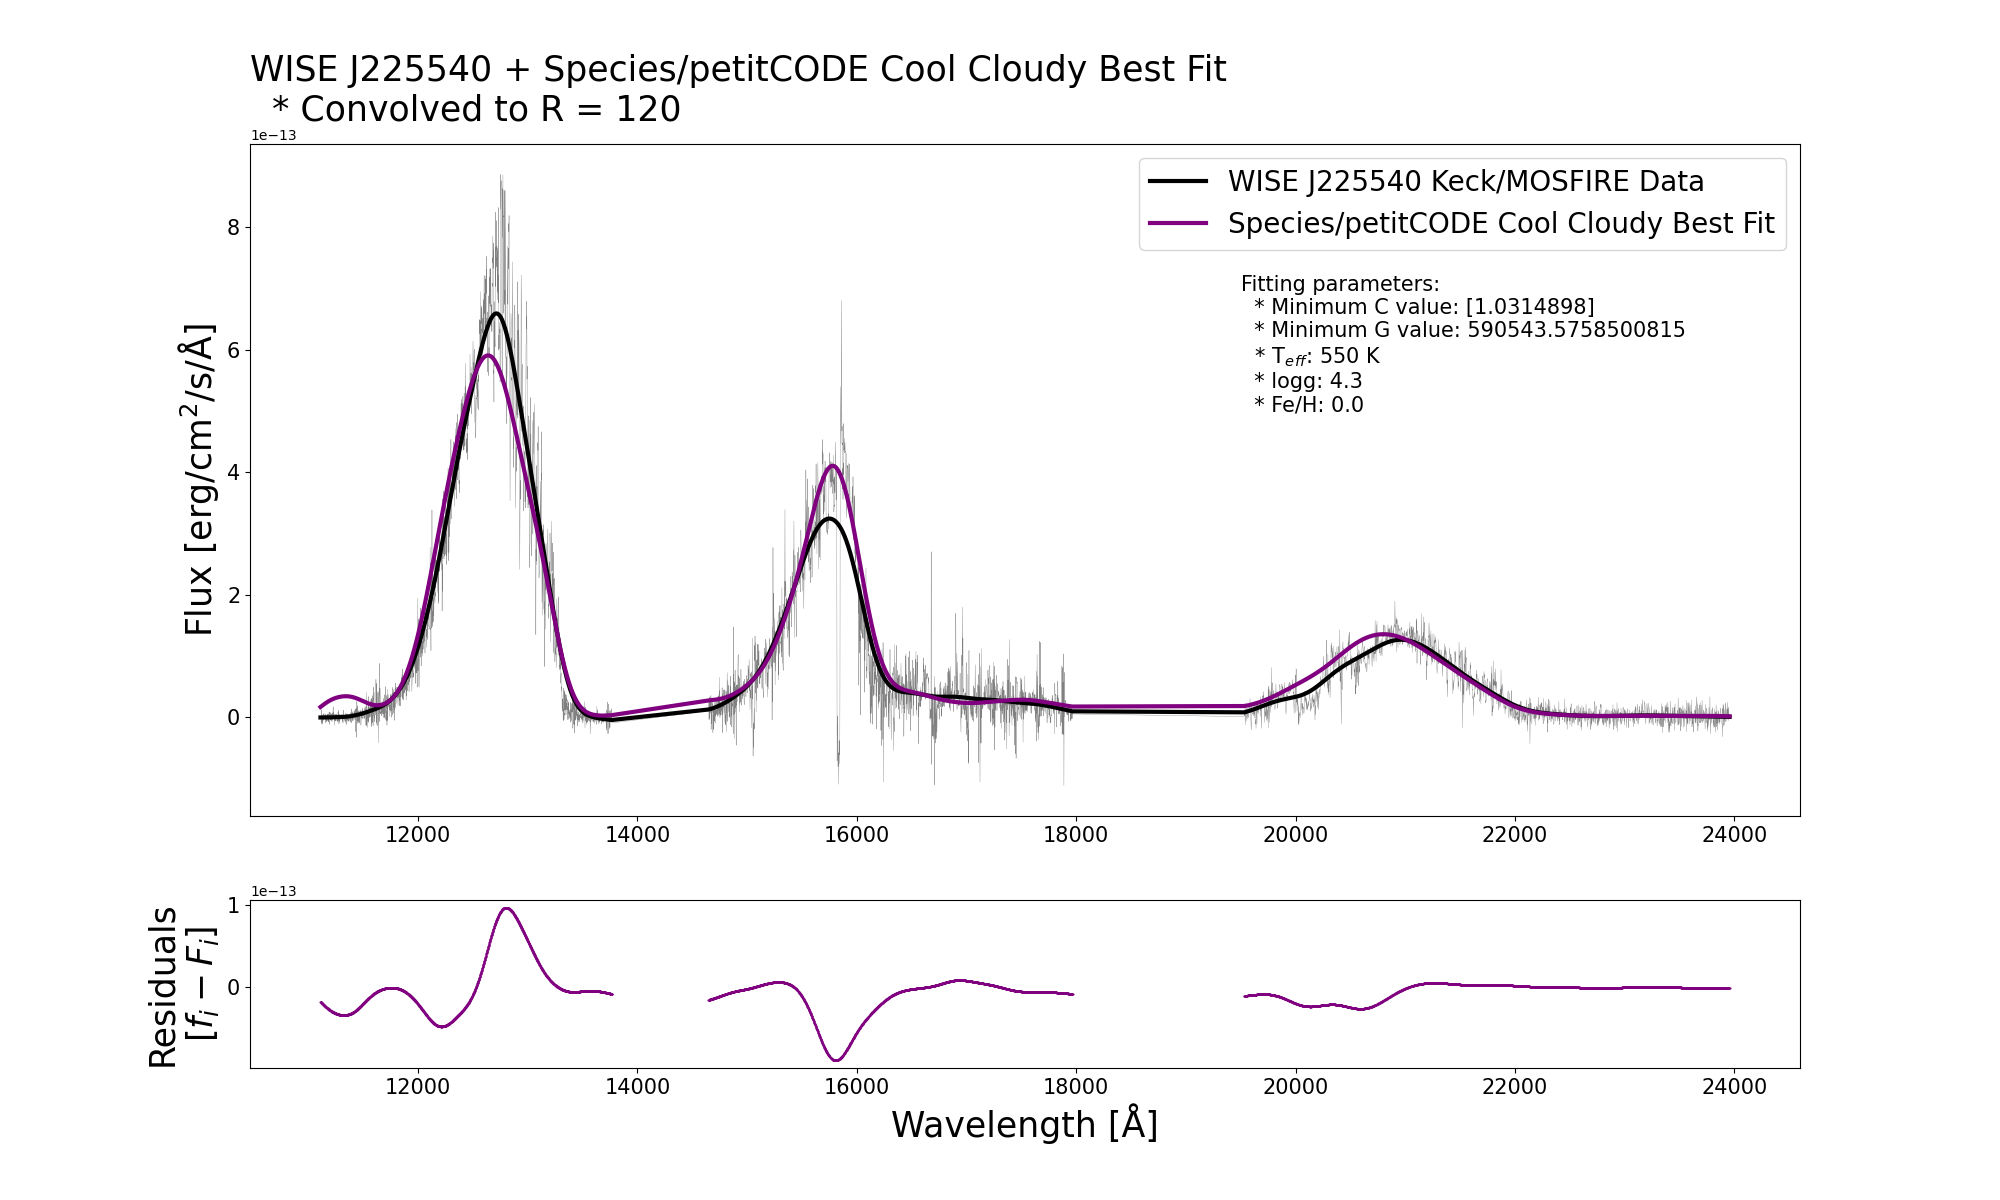 WISE J225540 + Species/petitCODE Cool Cloudy Best Fit
* Convolved to R = 120
1e−13
WISE J225540 Keck/MOSFIRE Data
Species/petitCODE Cool Cloudy Best Fit
Fitting parameters:
* Minimum C value: [1.0314898]
* Minimum G value: 590543.5758500815
* T$_{eff}$: 550 K
* logg: 4.3
* Fe/H: 0.0
Flux [erg/cm²/s/Å]
8
6
4
2
0
12000 14000 16000 18000 20000 22000 24000
1e−13
Residuals
[f$_i$ − F$_i$]
1
0
12000 14000 16000 18000 20000 22000 24000
Wavelength [Å]